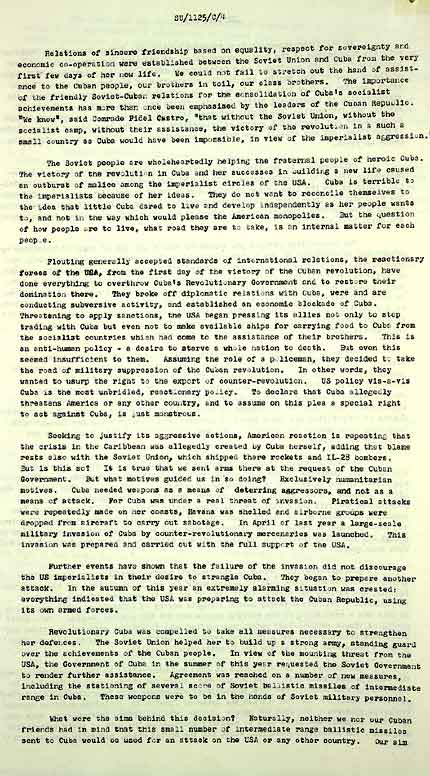 SU/1125/C/4
Relations of sincere friendship based on equality, respect for sovereignty and
economic co-operation were established between the Soviet Union and Cuba from the very
first few days of her new life. We could not fail to stretch out the hand of assist-
ance to the Cuban people, our brothers in toil, our class brothers. The importance
of the friendly Soviet-Cuban relations for the consolidation of Cuba's socialist
achievements has more than once been emphasised by the leaders of the Cuban Republic.
"We know", said Comrade Fidel Castro, "that without the Soviet Union, without the
socialist camp, without their assistance, the victory of the revolution in a such a
small country as Cuba would have been impossible, in view of the imperialist aggression."
The Soviet people are wholeheartedly helping the fraternal people of heroic Cuba.
The victory of the revolution in Cuba and her successes in building a new life caused
an outburst of malice among the imperialist circles of the USA. Cuba is terrible to
the imperialists because of her ideas. They do not want to reconcile themselves to
the idea that little Cuba dared to live and develop independently as her people wants
to, and not in the way which would please the American monopolies. But the question
of how people are to live, what road they are to take, is an internal matter for each
people.
Flouting generally accepted standards of international relations, the reactionary
forces of the USA, from the first day of the victory of the Cuban revolution, have
done everything to overthrow Cuba's Revolutionary Government and to restore their
domination there. They broke off diplomatic relations with Cuba, were and are
conducting subversive activity, and established an economic blockade of Cuba.
Threatening to apply sanctions, the USA began pressing its allies not only to stop
trading with Cuba but even not to make available ships for carrying food to Cuba from
the socialist countries which had come to the assistance of their brothers. This is
an anti-human policy - a desire to starve a whole nation to death. But even this
seemed insufficient to them. Assuming the role of a policeman, they decided to take
the road of military suppression of the Cuban revolution. In other words, they
wanted to usurp the right to the export of counter-revolution. US policy vis-a-vis
Cuba is the most unbridled, reactionary policy. To declare that Cuba allegedly
threatens America or any other country, and to assume on this plea a special right
to act against Cuba, is just monstrous.
Seeking to justify its aggressive actions, American reaction is repeating that
the crisis in the Caribbean was allegedly created by Cuba herself, adding that blame
rests also with the Soviet Union, which shipped there rockets and IL-28 bombers.
But is this so? It is true that we sent arms there at the request of the Cuban
Government. But what motives guided us in so doing? Exclusively humanitarian
motives. Cuba needed weapons as a means of deterring aggressors, and not as a
means of attack. For Cuba was under a real threat of invasion. Piratical attacks
were repeatedly made on her coasts, Havana was shelled and airborne groups were
dropped from aircraft to carry out sabotage. In April of last year a large-scale
military invasion of Cuba by counter-revolutionary mercenaries was launched. This
invasion was prepared and carried out with the full support of the USA.
Further events have shown that the failure of the invasion did not discourage
the US imperialists in their desire to strangle Cuba. They began to prepare another
attack. In the autumn of this year an extremely alarming situation was created:
everything indicated that the USA was preparing to attack the Cuban Republic, using
its own armed forces.
Revolutionary Cuba was compelled to take all measures necessary to strengthen
her defences. The Soviet Union helped her to build up a strong army, standing guard
over the achievements of the Cuban people. In view of the mounting threat from the
USA, the Government of Cuba in the summer of this year requested the Soviet Government
to render further assistance. Agreement was reached on a number of new measures,
including the stationing of several score of Soviet ballistic missiles of intermediate
range in Cuba. These weapons were to be in the hands of Soviet military personnel.
What were the aims behind this decision? Naturally, neither we nor our Cuban
friends had in mind that this small number of intermediate range ballistic missiles
sent to Cuba would be used for an attack on the USA or any other country. Our aim